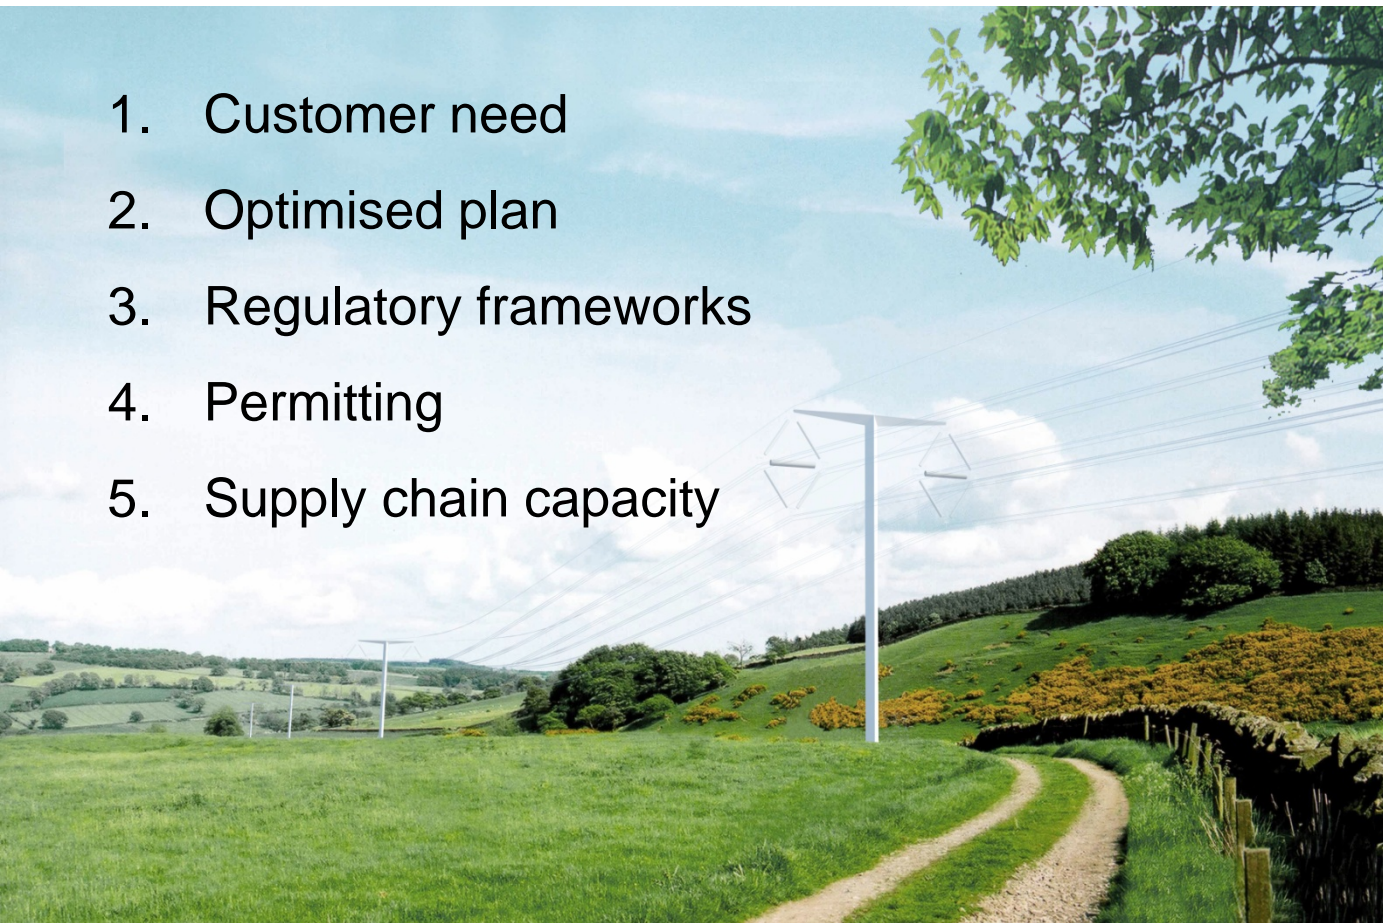 1. Customer need
2. Optimised plan
3. Regulatory frameworks
4. Permitting
5. Supply chain capacity